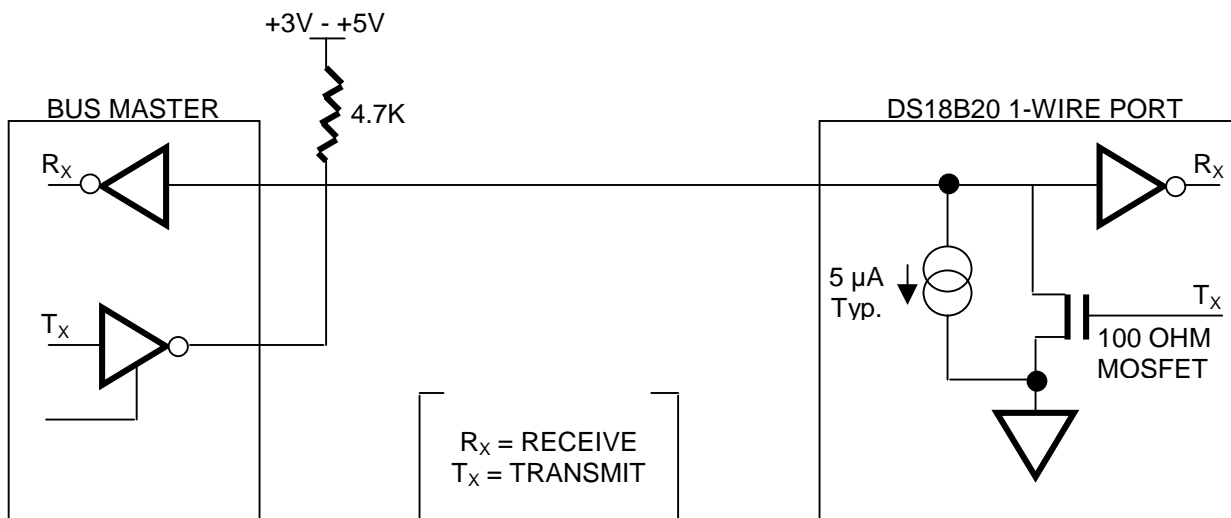 +3V - +5V
4.7K
BUS MASTER
DS18B20 1-WIRE PORT
RX
RX
5 µA
Typ.
TX
TX
100 OHM
MOSFET
RX = RECEIVE
TX = TRANSMIT